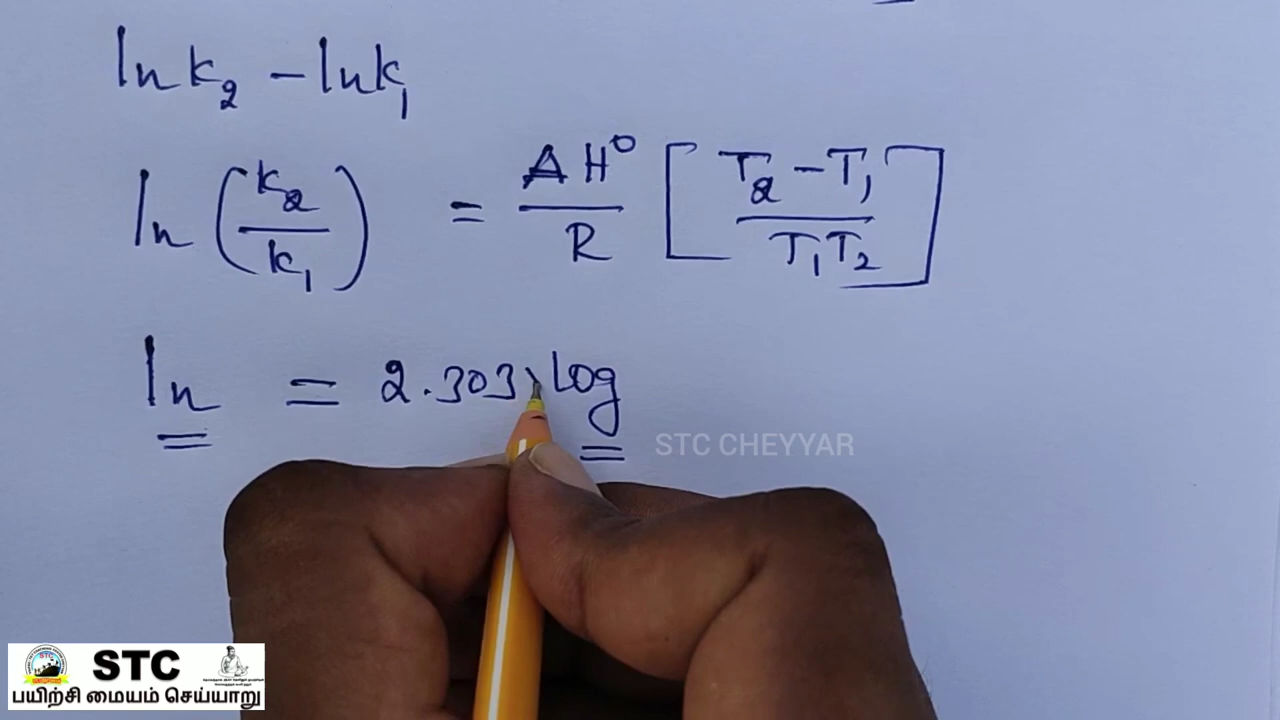 ln k₂ - ln k₁
ln (k₂/k₁) = ΔH⁰/R [T₂ - T₁ / T₁T₂]
ln = 2.303 × log
STC CHEYYAR
STC
பயிற்சி மையம் செய்யாறு